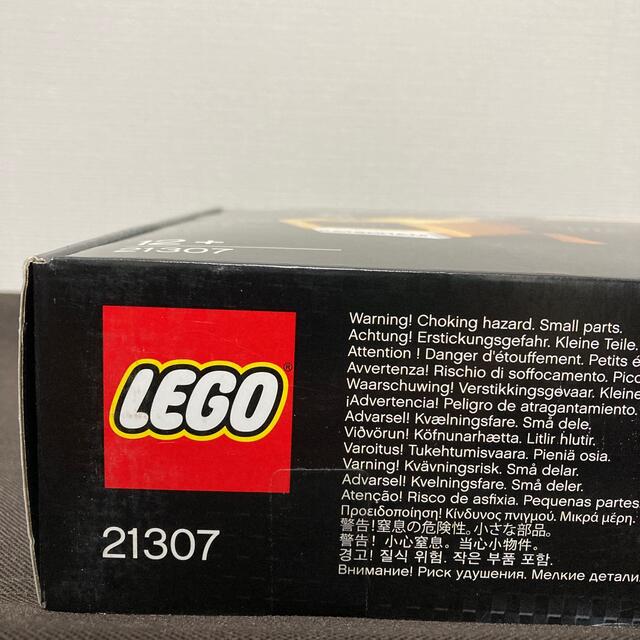 12+
21307
LEGO®
21307
Warning! Choking hazard. Small parts.
Achtung! Erstickungsgefahr. Kleine Teile.
Attention ! Danger d'étouffement. Petits é
Avvertenza! Rischio di soffocamento. Picc
Waarschuwing! Verstikkingsgevaar. Kleine
¡Advertencia! Peligro de atragantamiento.
Advarsel! Kvælningsfare. Små dele.
Viðvörun! Köfnunarhætta. Litlir hlutir.
Varoitus! Tukehtumisvaara. Pieniä osia.
Varning! Kvävningsrisk. Små delar.
Advarsel! Kvelningsfare. Små deler.
Atenção! Risco de asfixia. Pequenas partes.
Προειδοποίηση! Κίνδυνος πνιγμού. Μικρά μέρη.
警告!窒息の危険性。小さな部品。
警告！小心窒息。当心小物件。
경고! 질식 위험. 작은 부품 포함.
Внимание! Риск удушения. Мелкие детали.